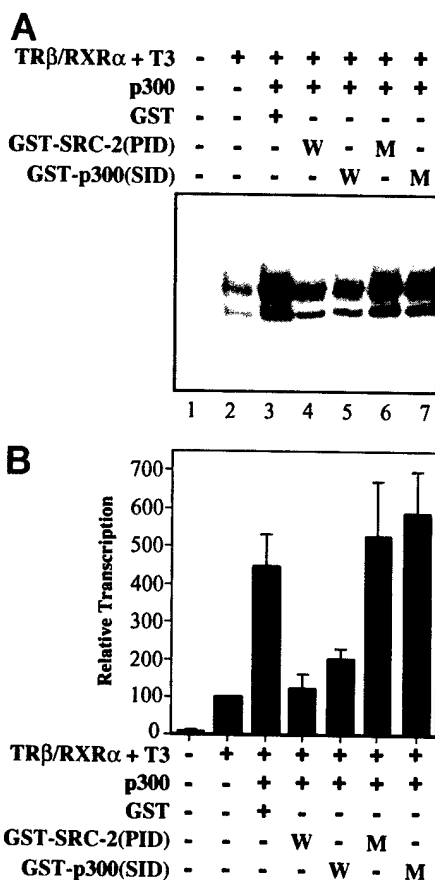 A
TRβ/RXRα + T3 - + + + + + +
p300 - - + + + + +
GST - - + - - - -
GST-SRC-2(PID) - - - W - M -
GST-p300(SID) - - - - W - M
1 2 3 4 5 6 7
B
Relative Transcription
700
600
500
400
300
200
100
0
TRβ/RXRα + T3 - + + + + + +
p300 - - + + + + +
GST - - + - - - -
GST-SRC-2(PID) - - - W - M -
GST-p300(SID) - - - - W - M